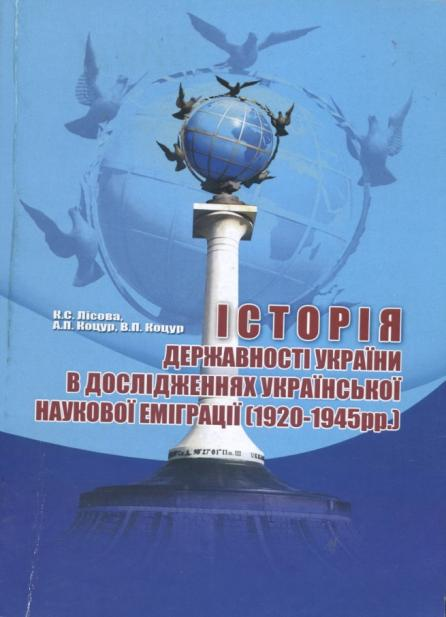 К.С. Лісова,
А.П. Коцур, В.П. Коцур
ІСТОРІЯ
ДЕРЖАВНОСТІ УКРАЇНИ
В ДОСЛІДЖЕННЯХ УКРАЇНСЬКОЇ
НАУКОВОЇ ЕМІГРАЦІЇ (1920-1945рр.)